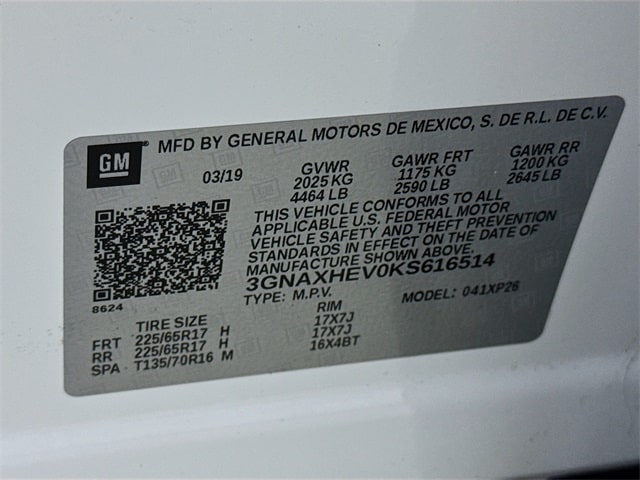 GM ® MFD BY GENERAL MOTORS DE MEXICO, S. DE R.L. DE C.V.
03/19 GVWR GAWR FRT GAWR RR
2025 KG 1175 KG 1200 KG
4464 LB 2590 LB 2645 LB
THIS VEHICLE CONFORMS TO ALL
APPLICABLE U.S. FEDERAL MOTOR
VEHICLE SAFETY AND THEFT PREVENTION
STANDARDS IN EFFECT ON THE DATE OF
MANUFACTURE SHOWN ABOVE.
3GNAXHEV0KS616514
8624
TYPE: M.P.V. MODEL: 041XP26
TIRE SIZE RIM
FRT 225/65R17 H 17X7J
RR 225/65R17 H 17X7J
SPA T135/70R16 M 16X4BT